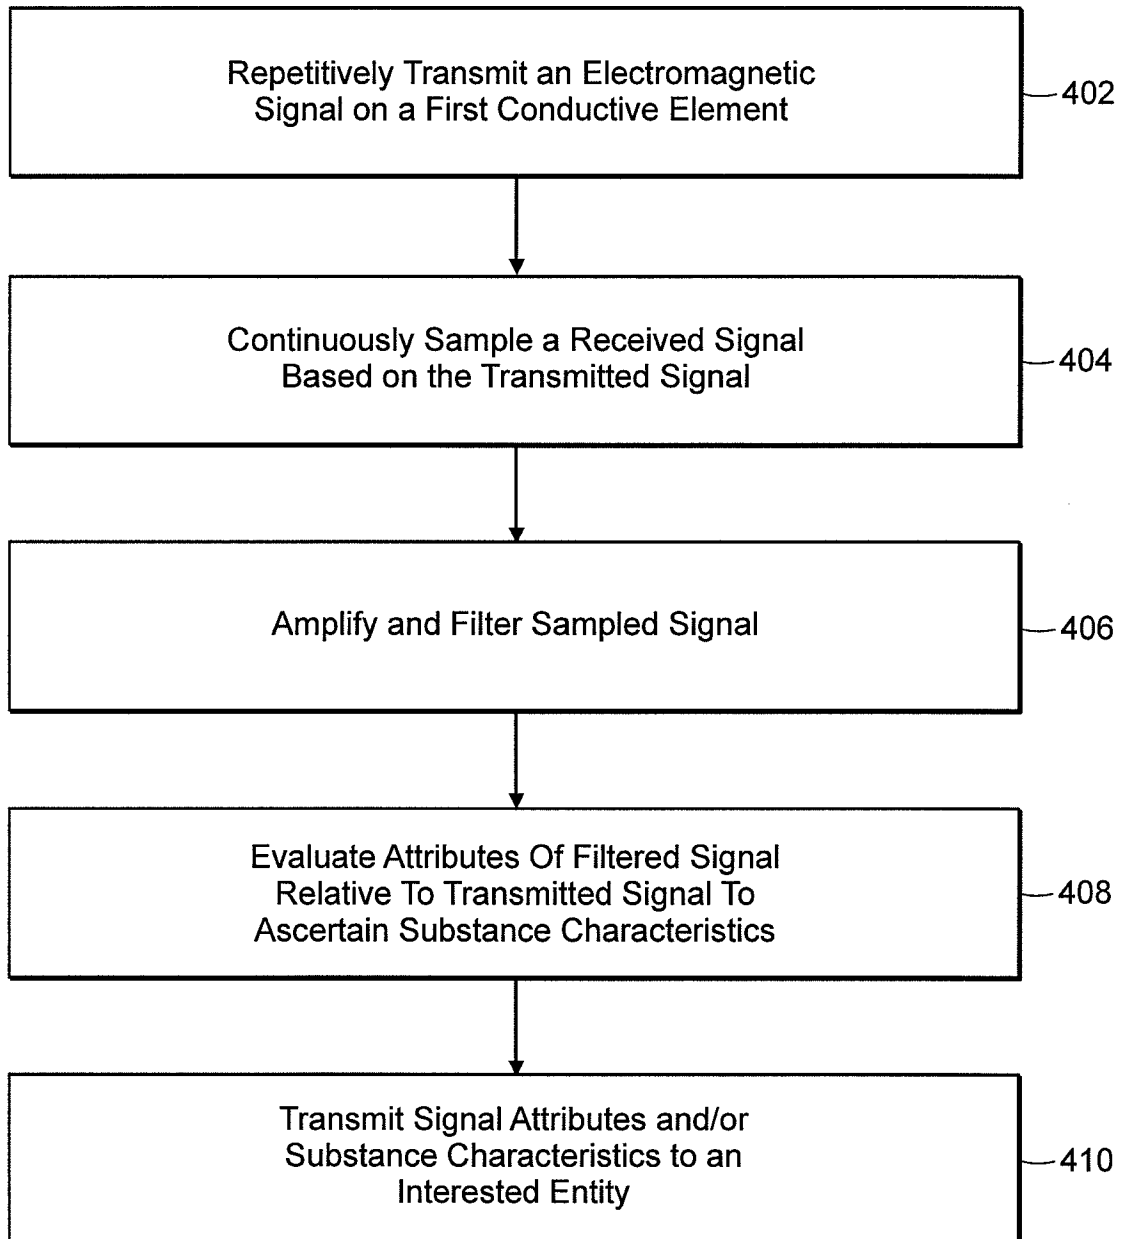 Repetitively Transmit an Electromagnetic
Signal on a First Conductive Element
402
Continuously Sample a Received Signal
Based on the Transmitted Signal
404
Amplify and Filter Sampled Signal
406
Evaluate Attributes Of Filtered Signal
Relative To Transmitted Signal To
Ascertain Substance Characteristics
408
Transmit Signal Attributes and/or
Substance Characteristics to an
Interested Entity
410